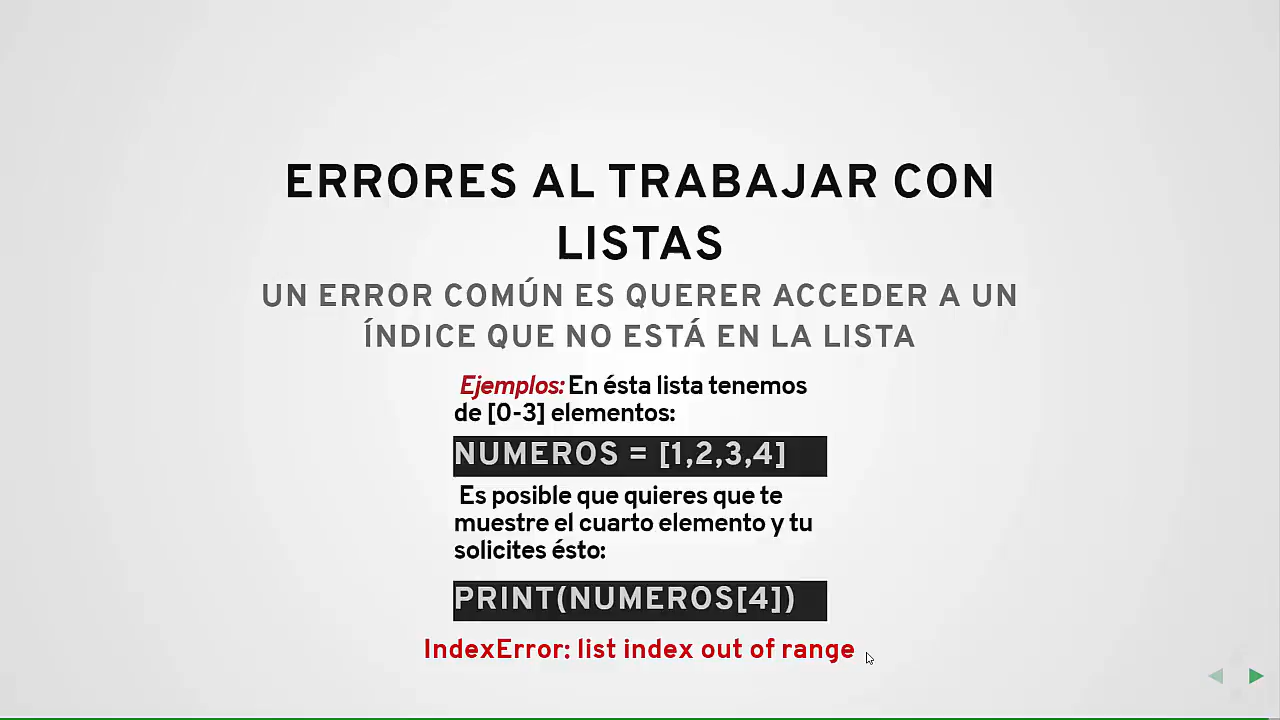 ERRORES AL TRABAJAR CON
LISTAS
UN ERROR COMÚN ES QUERER ACCEDER A UN
ÍNDICE QUE NO ESTÁ EN LA LISTA
Ejemplos: En ésta lista tenemos
de [0-3] elementos:
NUMEROS = [1,2,3,4]
Es posible que quieres que te
muestre el cuarto elemento y tu
solicites ésto:
PRINT(NUMEROS[4])
IndexError: list index out of range